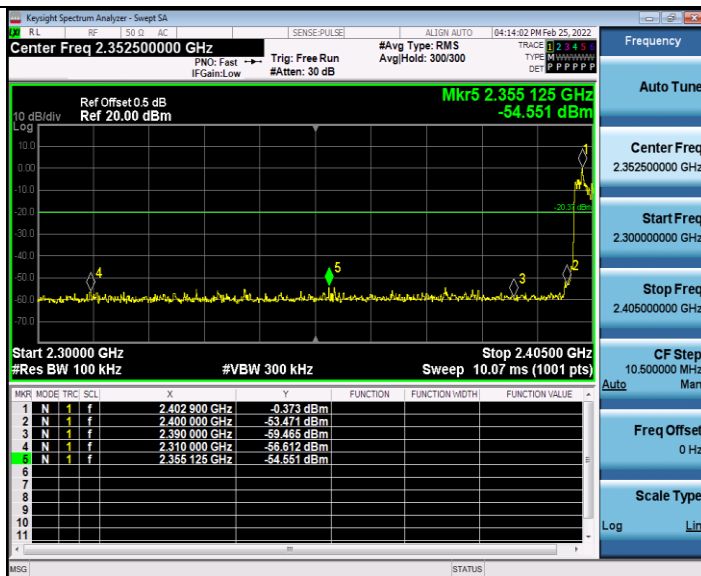 Keysight Spectrum Analyzer - Swept SA
LXI RL RF 50 Ω AC SENSE:PULSE ALIGN AUTO 04:14:02 PM Feb 25, 2022
Center Freq 2.352500000 GHz
PNO: Fast Trig: Free Run
IFGain:Low #Atten: 30 dB
#Avg Type: RMS
Avg|Hold: 300/300
TRACE 1 2 3 4 5 6
TYPE M WWWWW
DET P P P P P P
Ref Offset 0.5 dB
10 dB/div Ref 20.00 dBm
Log
Mkr5 2.355 125 GHz
-54.551 dBm
10.0
0.00
-10.0
-20.0
-30.0
-40.0
-50.0
-60.0
-70.0
1
-20.37 dBm
4
5
3
2
Start 2.30000 GHz Stop 2.40500 GHz
#Res BW 100 kHz #VBW 300 kHz Sweep 10.07 ms (1001 pts)
MKR MODE TRC SCL X Y FUNCTION FUNCTION WIDTH FUNCTION VALUE
1 N 1 f 2.402 900 GHz -0.373 dBm
2 N 1 f 2.400 000 GHz -53.471 dBm
3 N 1 f 2.390 000 GHz -59.465 dBm
4 N 1 f 2.310 000 GHz -56.612 dBm
5 N 1 f 2.355 125 GHz -54.551 dBm
6
7
8
9
10
11
MSG STATUS
Frequency
Auto Tune
Center Freq
2.352500000 GHz
Start Freq
2.300000000 GHz
Stop Freq
2.405000000 GHz
CF Step
10.500000 MHz
Auto Man
Freq Offset
0 Hz
Scale Type
Log Lin